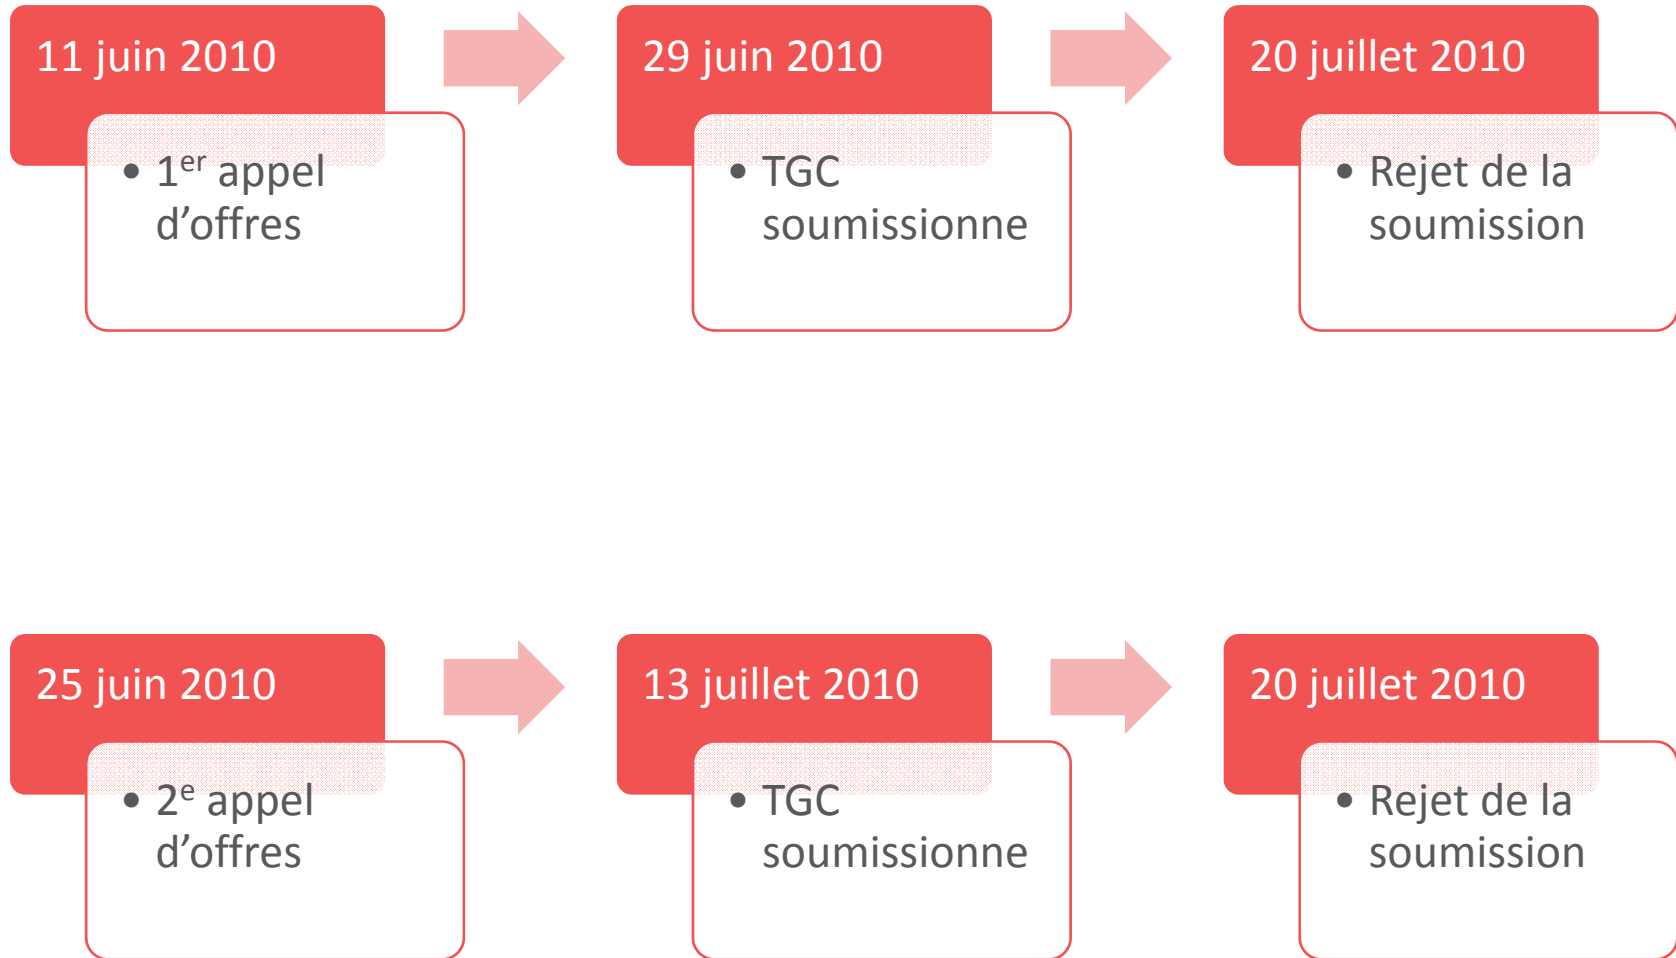 11 juin 2010
• 1er appel
d’offres
29 juin 2010
• TGC
soumissionne
20 juillet 2010
• Rejet de la
soumission
25 juin 2010
• 2e appel
d’offres
13 juillet 2010
• TGC
soumissionne
20 juillet 2010
• Rejet de la
soumission